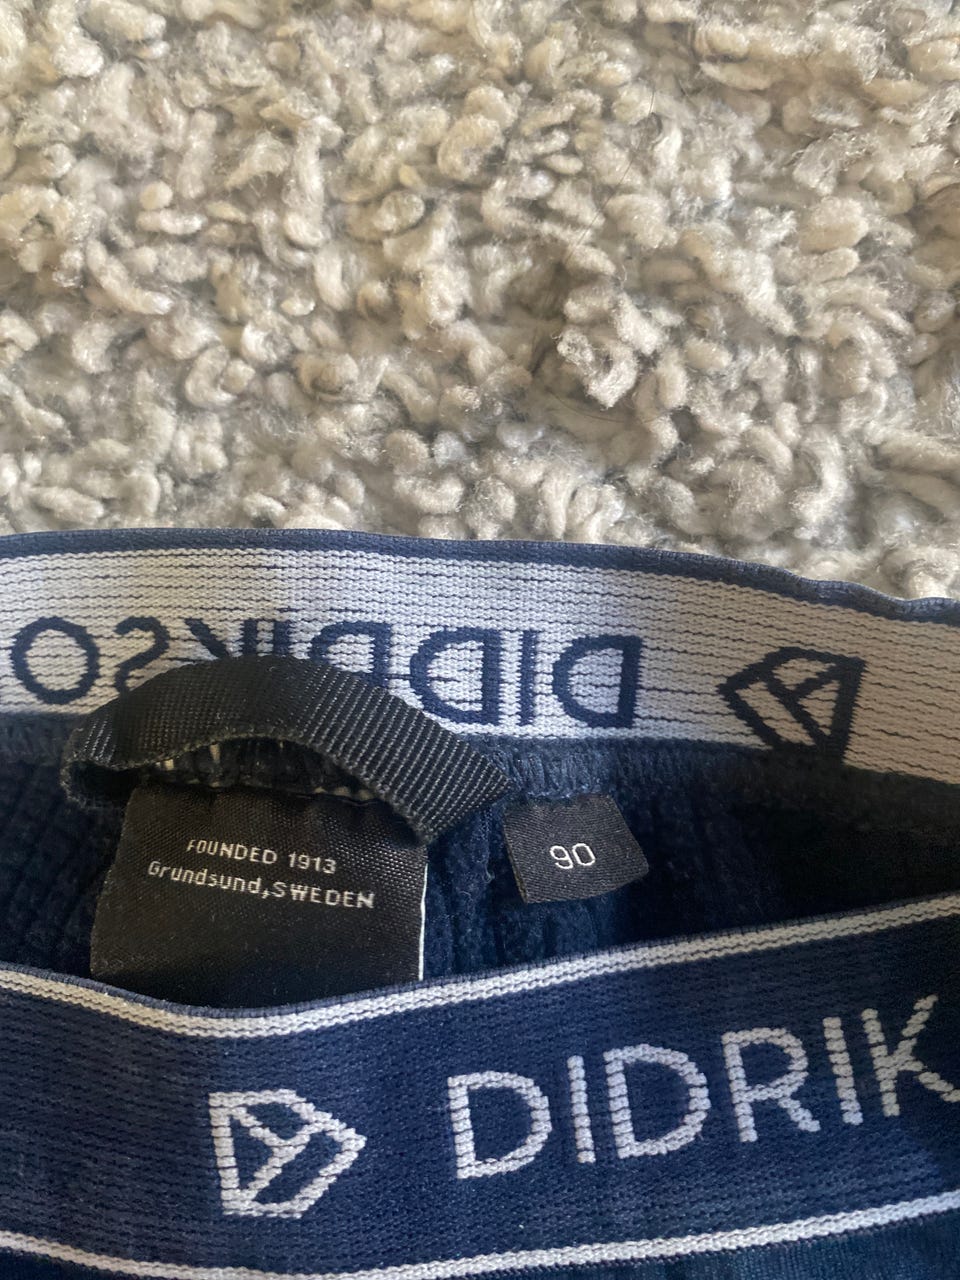 DIDRIKSO
FOUNDED 1913
Grundsund, SWEDEN
90
DIDRIK